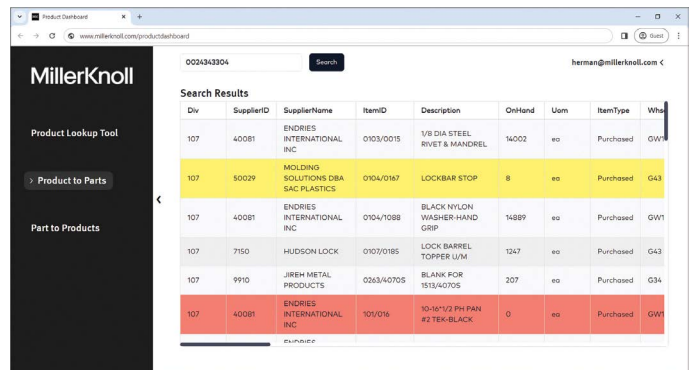 Product Dashboard
www.millerknoll.com/productdashboard
Guest
MillerKnoll
0024343304
Search
herman@millerknoll.com
Product Lookup Tool
> Product to Parts
Part to Products
Search Results
Div SupplierID SupplierName ItemID Description OnHand Uom ItemType
107 40081 ENDRIES INTERNATIONAL INC 0103/0015 1/8 DIA STEEL RIVET & MANDREL 14002 ea Purchased GW1
107 50029 MOLDING SOLUTIONS DBA SAC PLASTICS 0104/0167 LOCKBAR STOP 8 ea Purchased G43
107 40081 ENDRIES INTERNATIONAL INC 0104/1088 BLACK NYLON WASHER-HAND GRIP 14889 ea Purchased GW1
107 7150 HUDSON LOCK 0107/0185 LOCK BARREL TOPPER U/M 1247 ea Purchased G43
107 9910 JIREH METAL PRODUCTS 0263/4070S BLANK FOR 1513/4070S 207 ea Purchased G34
107 40081 ENDRIES INTERNATIONAL INC 101/016 10-16*1/2 PH PAN #2 TEK-BLACK 0 ea Purchased GW1